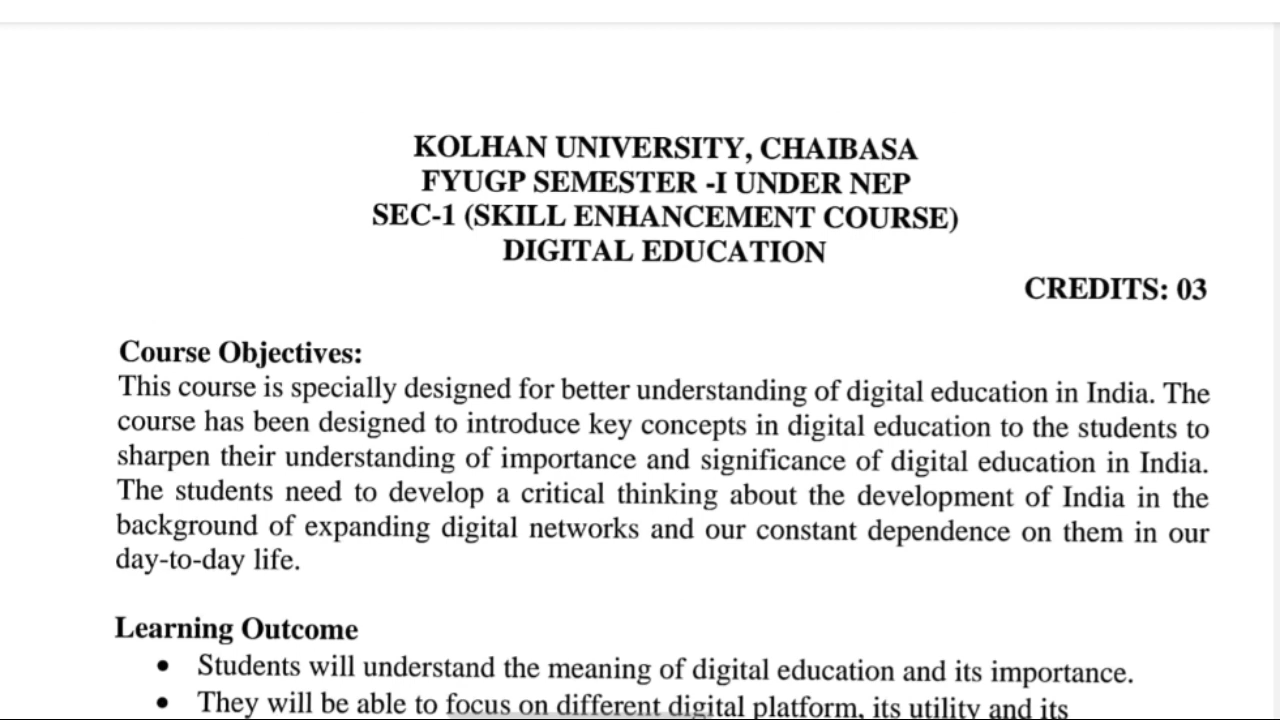 KOLHAN UNIVERSITY, CHAIBASA
FYUGP SEMESTER -I UNDER NEP
SEC-1 (SKILL ENHANCEMENT COURSE)
DIGITAL EDUCATION
CREDITS: 03
Course Objectives:
This course is specially designed for better understanding of digital education in India. The
course has been designed to introduce key concepts in digital education to the students to
sharpen their understanding of importance and significance of digital education in India.
The students need to develop a critical thinking about the development of India in the
background of expanding digital networks and our constant dependence on them in our
day-to-day life.
Learning Outcome
• Students will understand the meaning of digital education and its importance.
• They will be able to focus on different digital platform, its utility and its